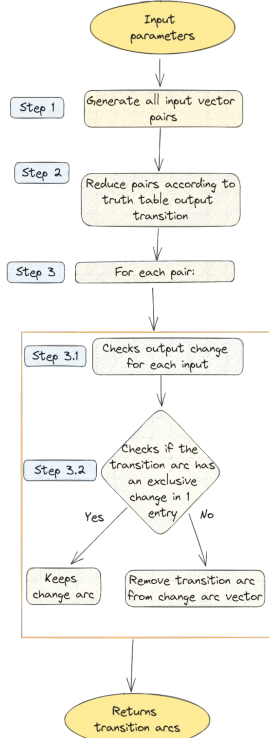 Input
parameters
Step 1
Generate all input vector
pairs
Step 2
Reduce pairs according to
truth table output
transition
Step 3
For each pair:
Step 3.1
Checks output change
for each input
Step 3.2
Checks if the
transition arc has
an exclusive
change in 1
entry
Yes
No
Keeps
change arc
Remove transition arc
from change arc vector
Returns
transition arcs